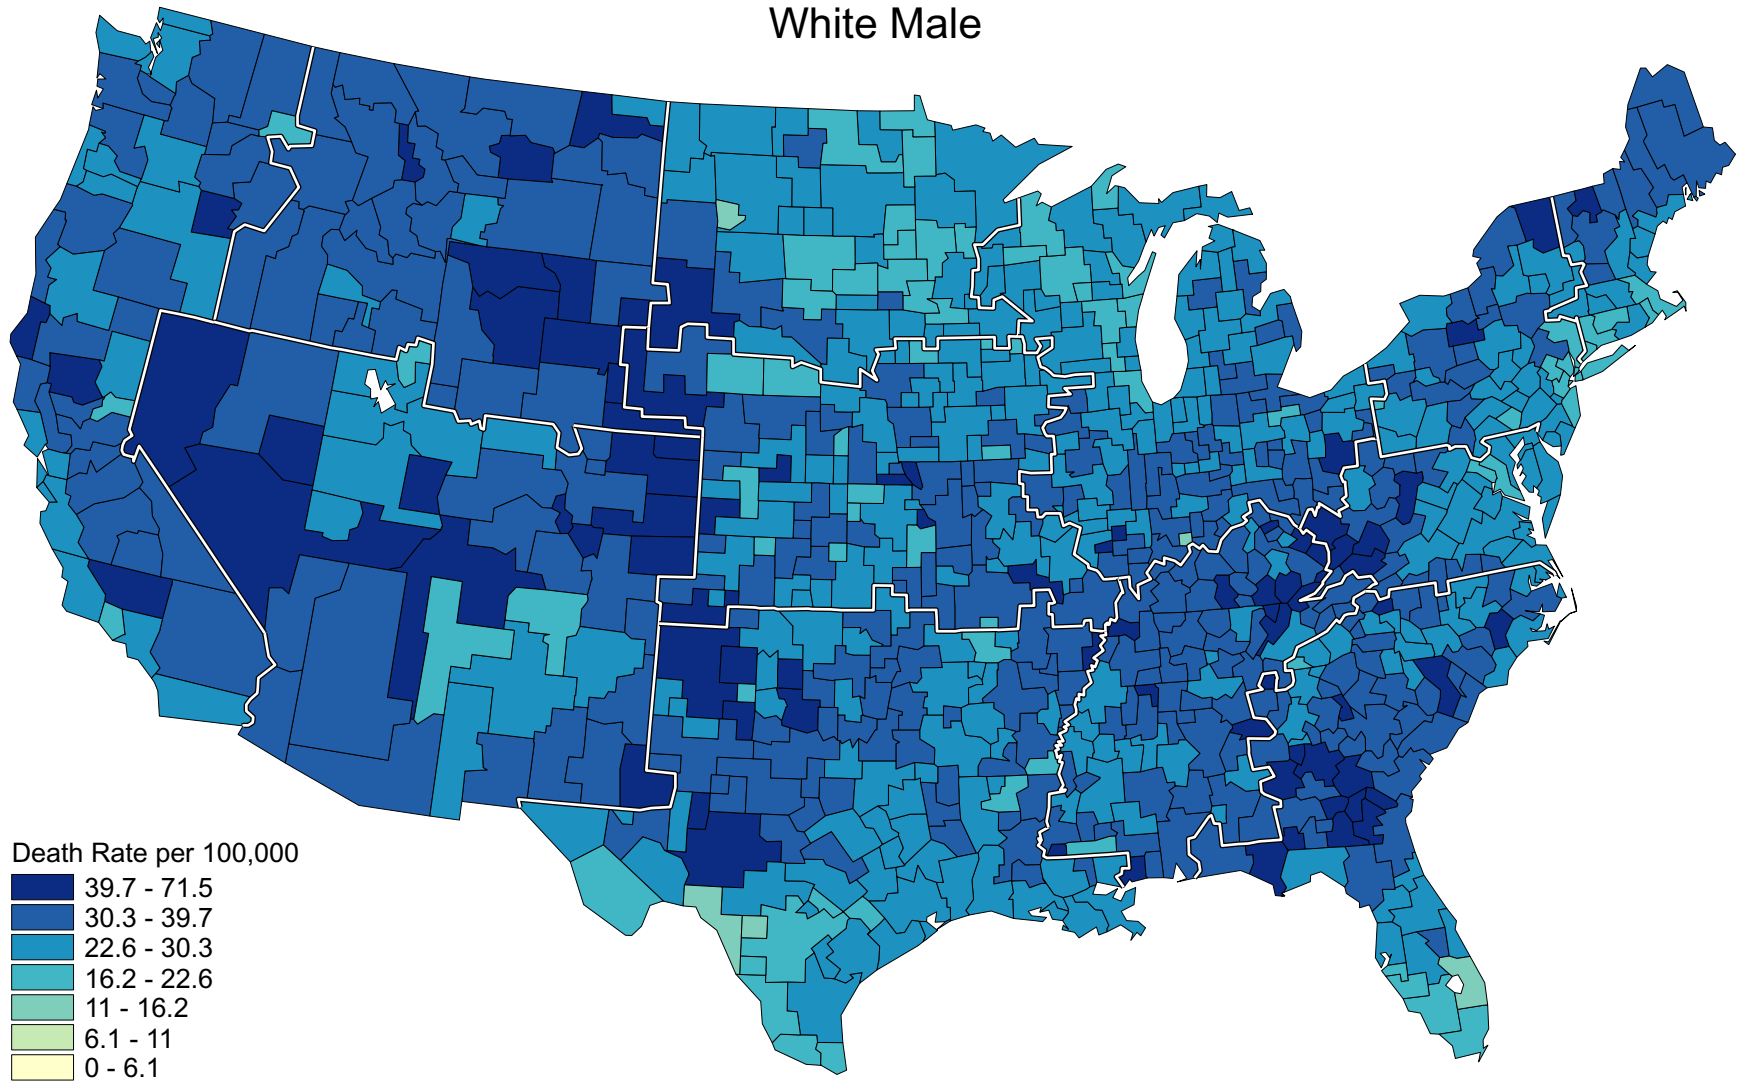 White Male
Death Rate per 100,000
39.7 - 71.5
30.3 - 39.7
22.6 - 30.3
16.2 - 22.6
11 - 16.2
6.1 - 11
0 - 6.1